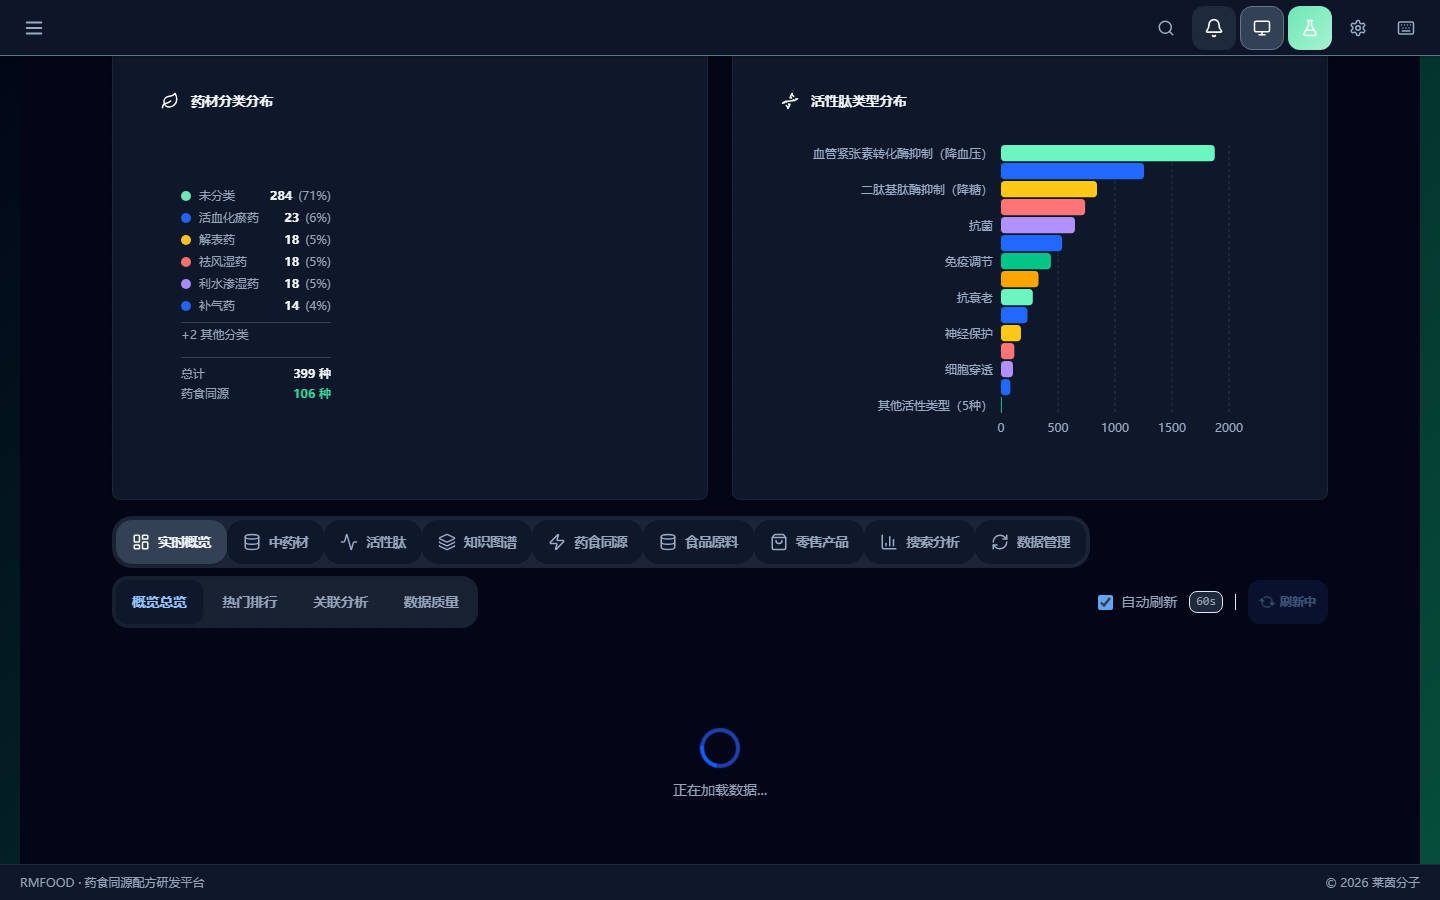 药材分类分布
未分类 284 (71%)
活血化瘀药 23 (6%)
解表药 18 (5%)
祛风湿药 18 (5%)
利水渗湿药 18 (5%)
补气药 14 (4%)
+2 其他分类
总计 399 种
药食同源 106 种
活性肽类型分布
血管紧张素转化酶抑制（降血压）
二肽基肽酶抑制（降糖）
抗菌
免疫调节
抗衰老
神经保护
细胞穿透
其他活性类型（5种）
0 500 1000 1500 2000
实时概览 中药材 活性肽 知识图谱 药食同源 食品原料 零售产品 搜索分析 数据管理
概览总览 热门排行 关联分析 数据质量 自动刷新 60s 刷新中
正在加载数据...
RMFOOD · 药食同源配方研发平台 © 2026 莱茵分子